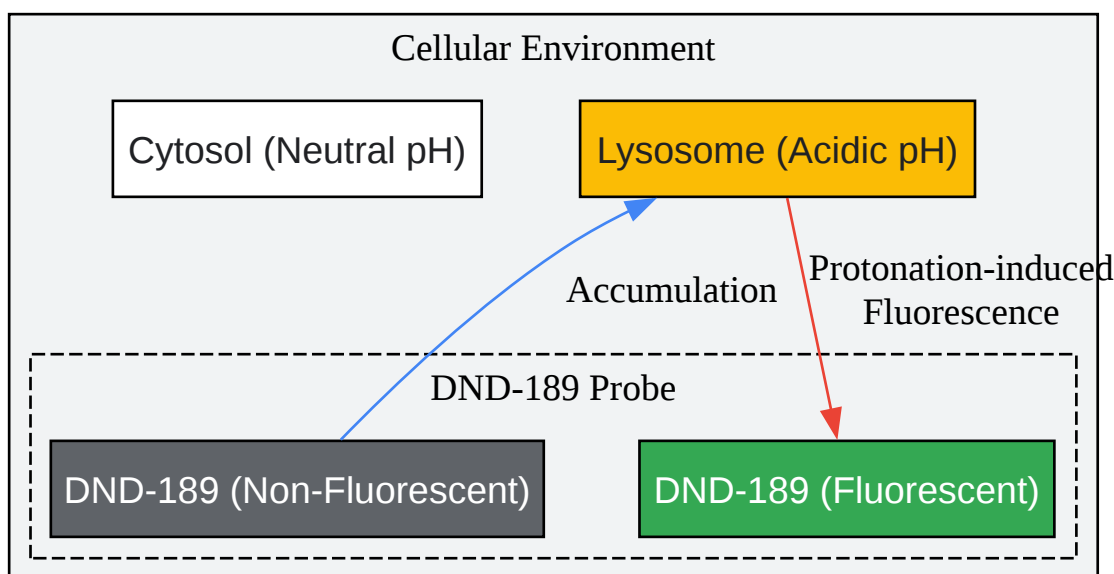 Cellular Environment
Cytosol (Neutral pH)
Lysosome (Acidic pH)
Accumulation
Protonation-induced
Fluorescence
DND-189 Probe
DND-189 (Non-Fluorescent)
DND-189 (Fluorescent)